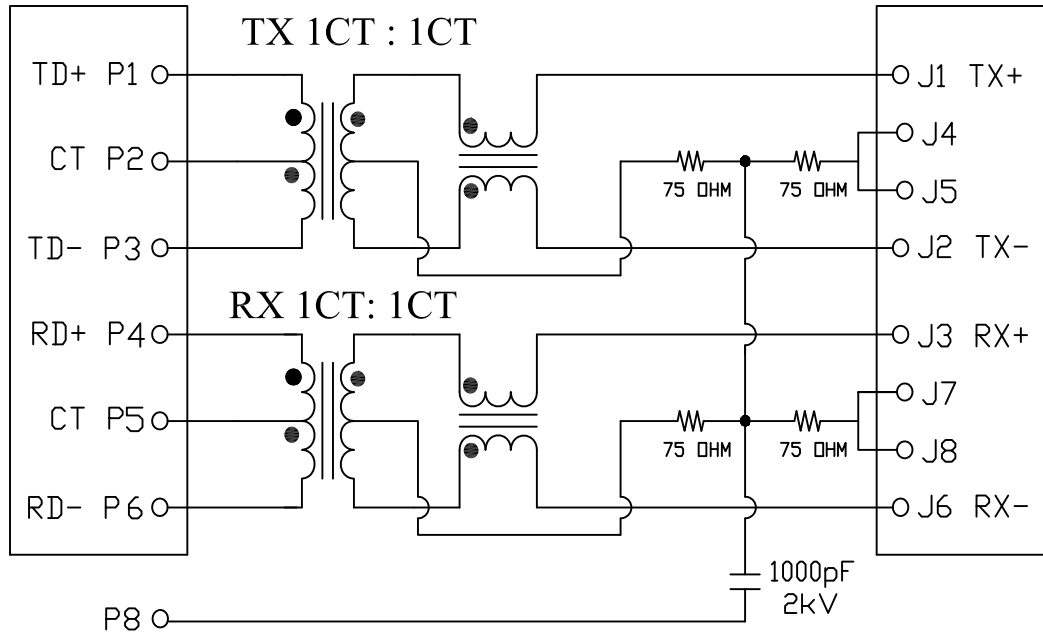 TX 1CT : 1CT
TD+ P1
J1 TX+
J4
CT P2
75 OHM
75 OHM
J5
TD- P3
J2 TX-
RX 1CT: 1CT
RD+ P4
J3 RX+
J7
CT P5
75 OHM
75 OHM
J8
RD- P6
J6 RX-
1000pF
2kV
P8